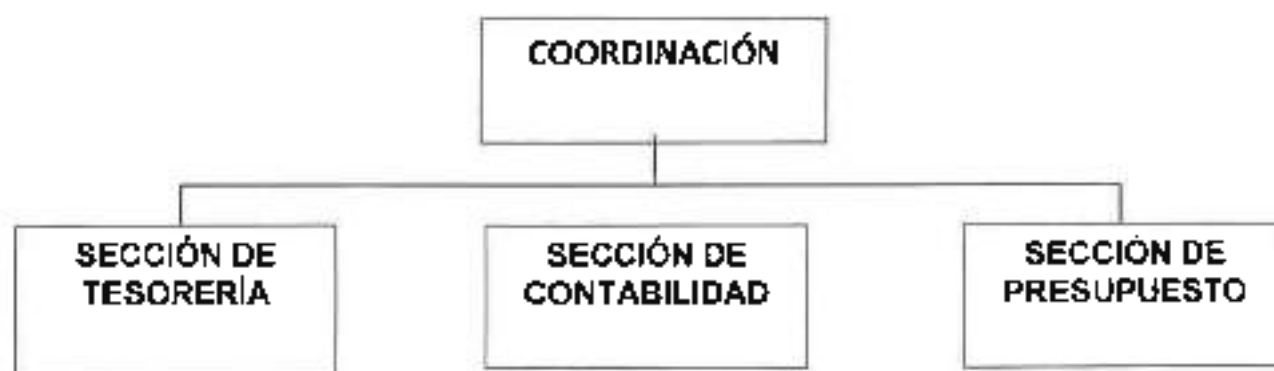 COORDINACIÓN
SECCIÓN DE
TESORERÍA
SECCIÓN DE
CONTABILIDAD
SECCIÓN DE
PRESUPUESTO